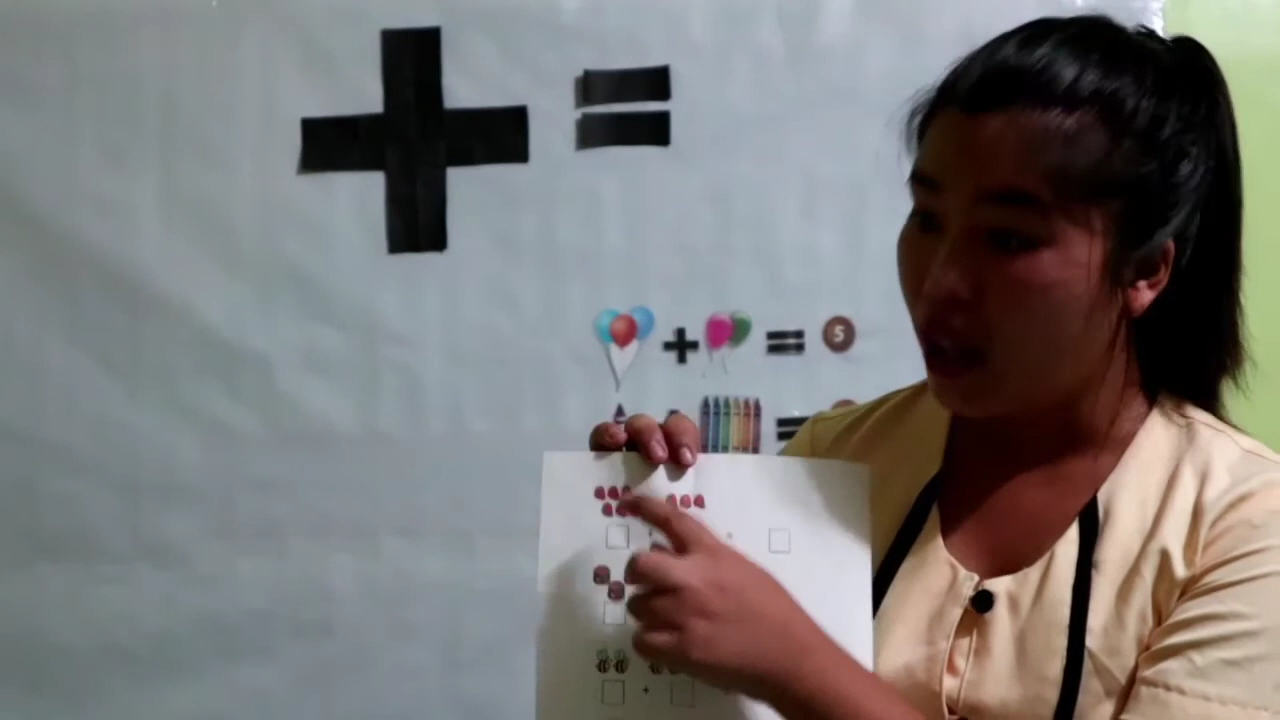 + =
+ = 5
=
+